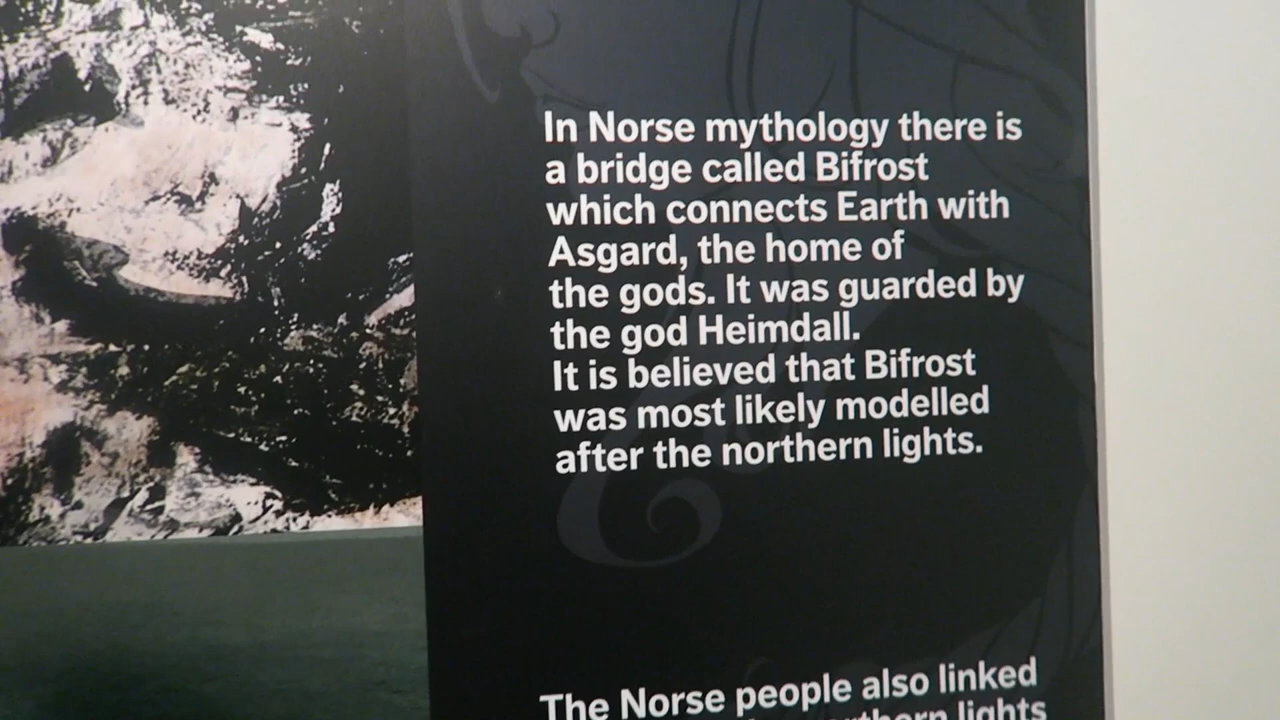 In Norse mythology there is
a bridge called Bifrost
which connects Earth with
Asgard, the home of
the gods. It was guarded by
the god Heimdall.
It is believed that Bifrost
was most likely modelled
after the northern lights.
The Norse people also linked
northern lights